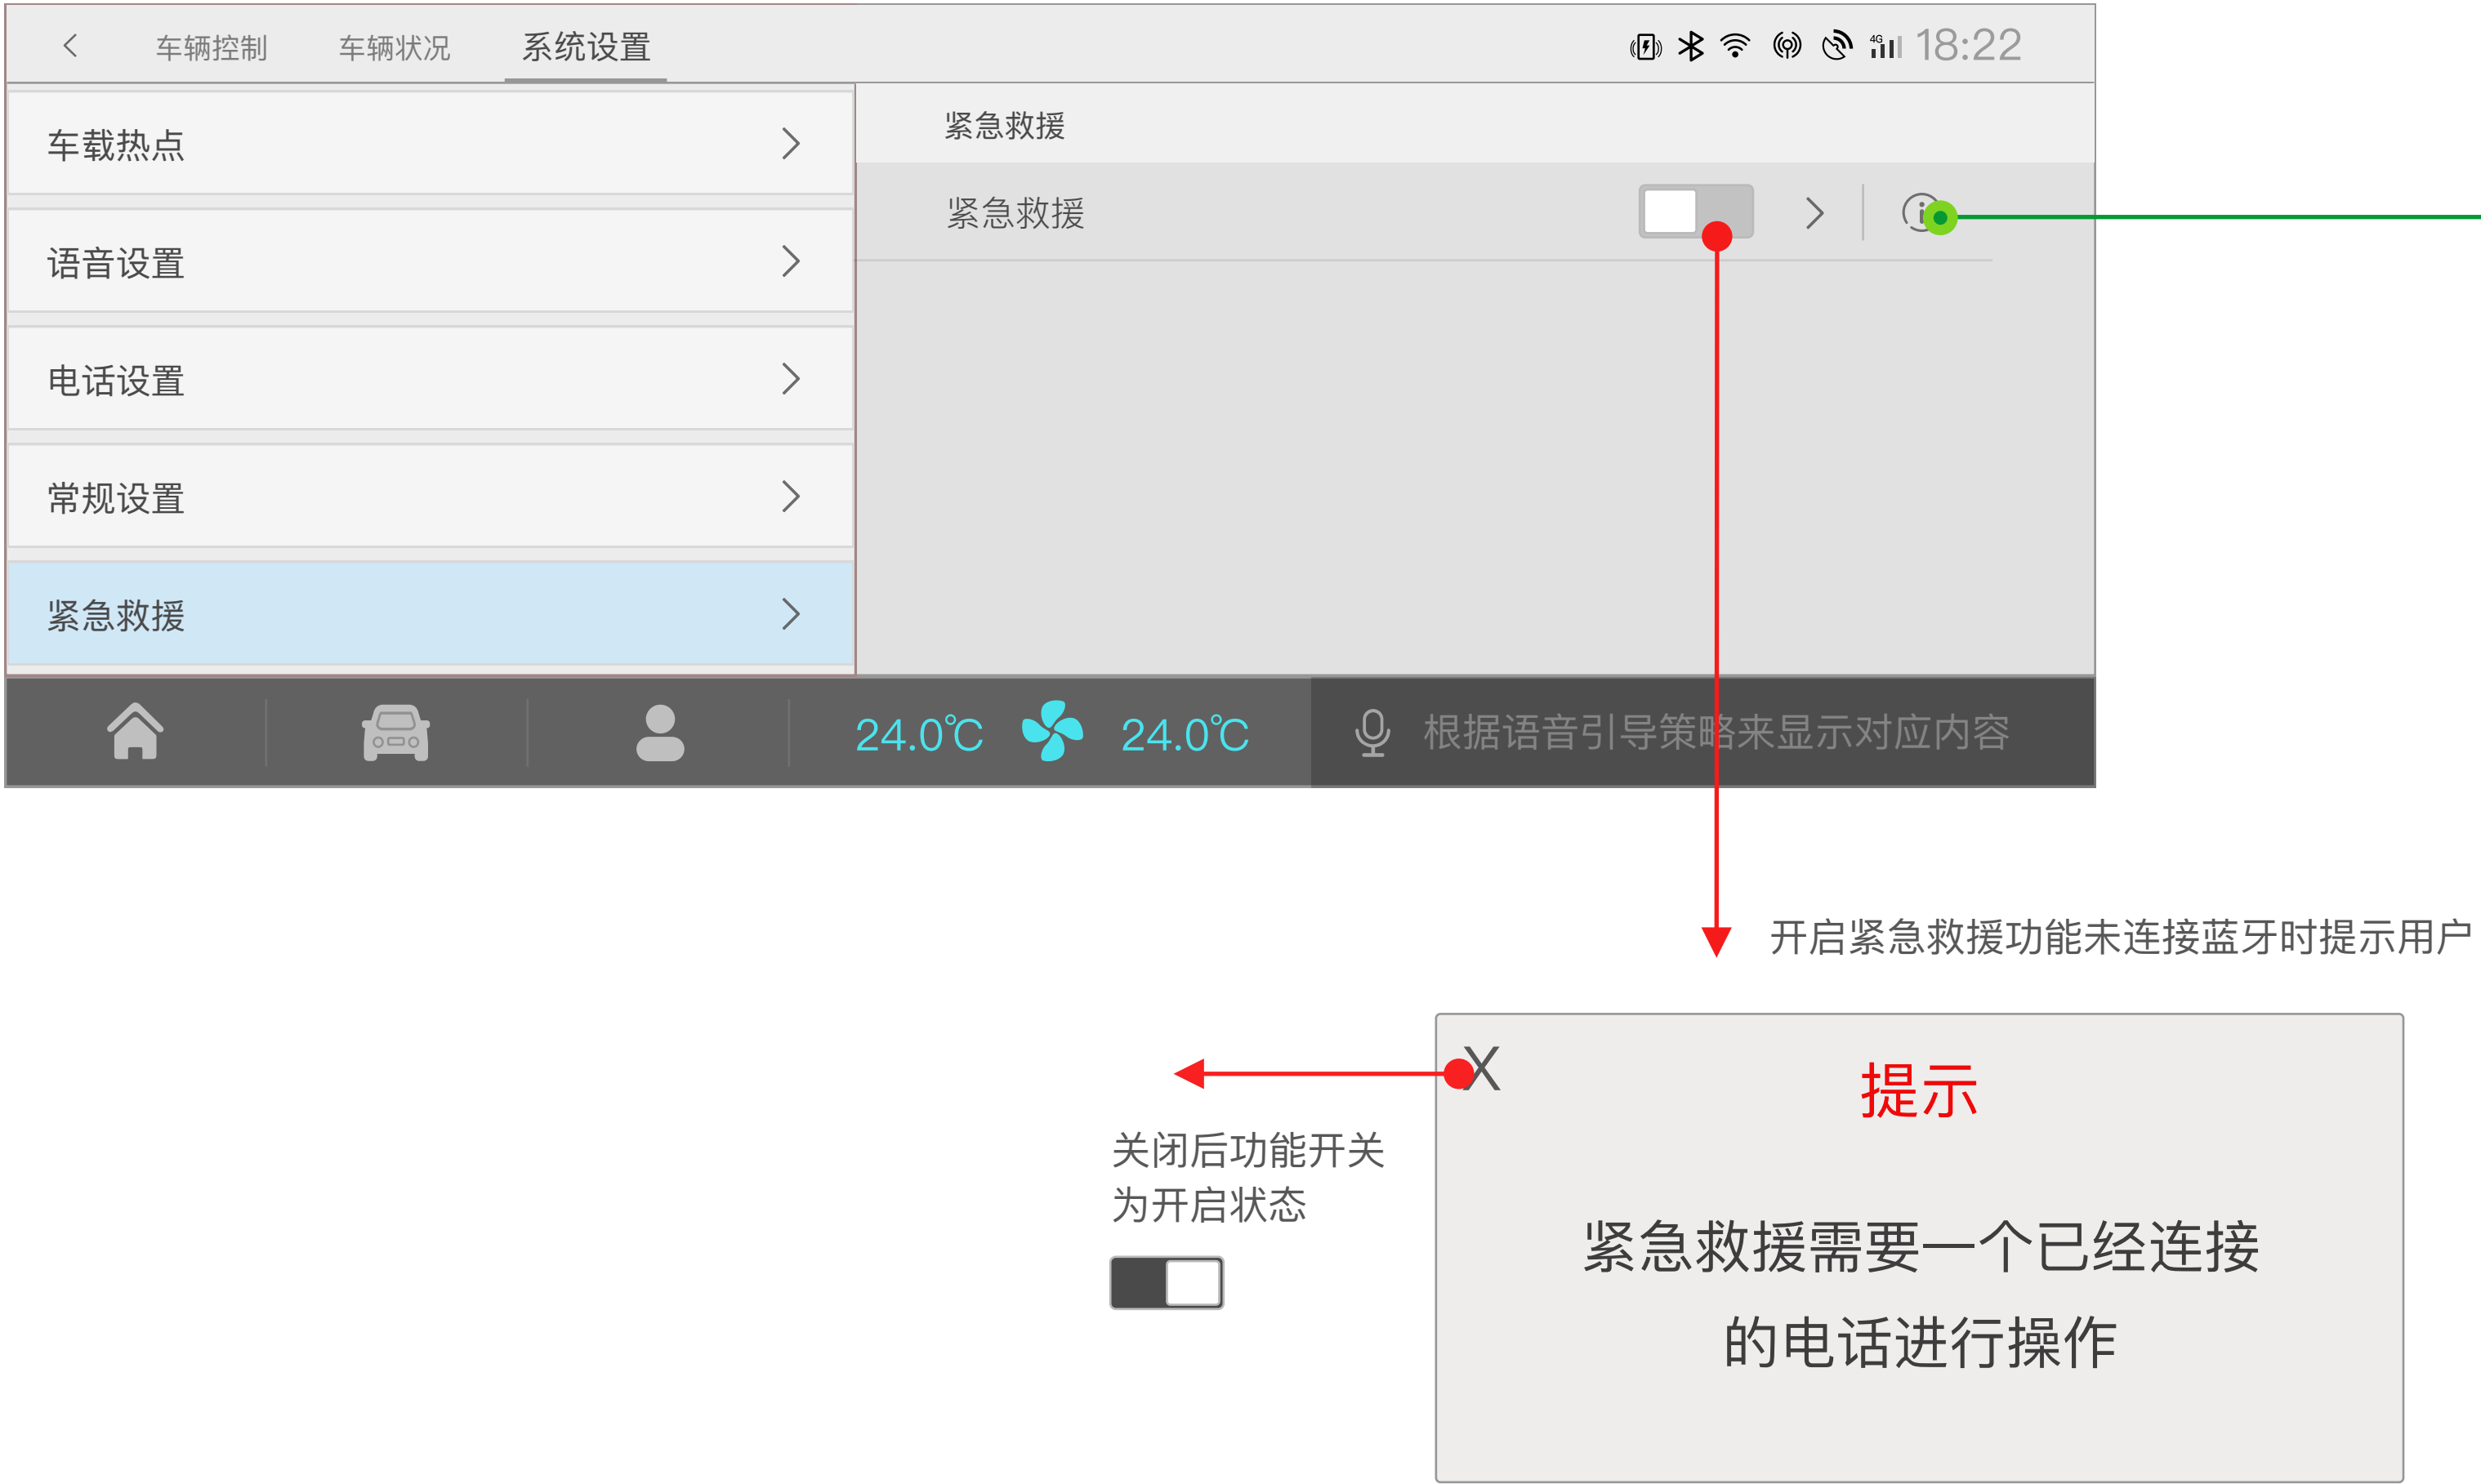 车辆控制 车辆状况 系统设置 4G 18:22
车载热点
语音设置
电话设置
常规设置
紧急救援
紧急救援
紧急救援
24.0℃ 24.0℃ 根据语音引导策略来显示对应内容
开启紧急救援功能未连接蓝牙时提示用户
X
提示
紧急救援需要一个已经连接
的电话进行操作
关闭后功能开关
为开启状态